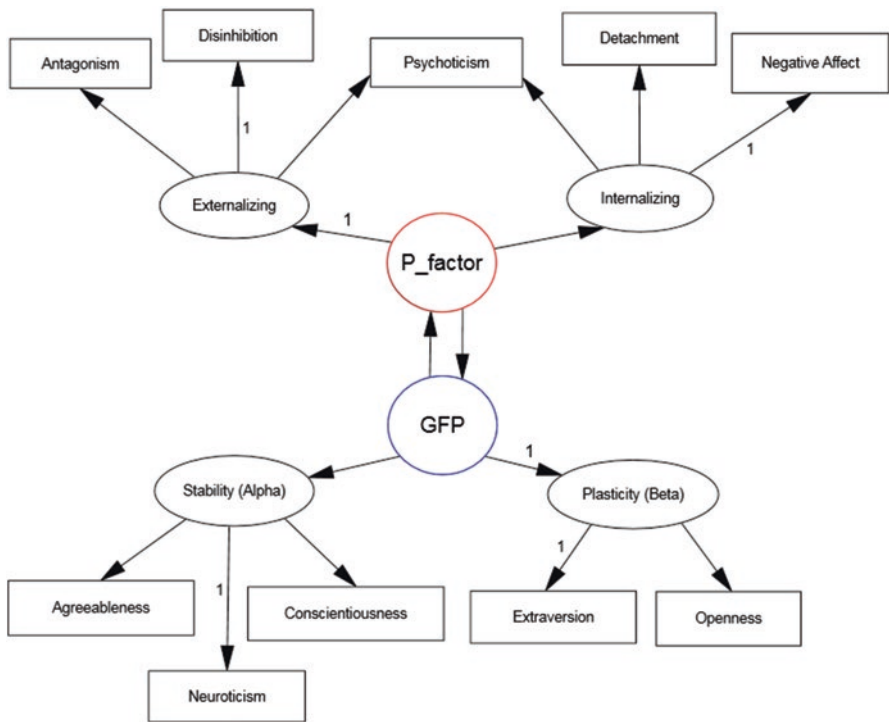 Disinhibition
Antagonism
Psychoticism
Detachment
Negative Affect
1
1
Externalizing
Internalizing
1
P_factor
GFP
1
Stability (Alpha)
Plasticity (Beta)
1
1
Agreeableness
Conscientiousness
Extraversion
Openness
Neuroticism